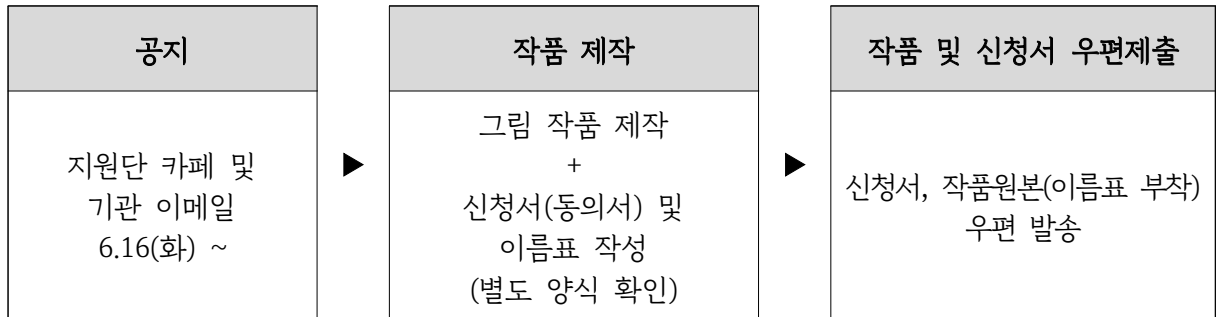 공지
지원단 카페 및
기관 이메일
6.16(화) ~
▶
작품 제작
그림 작품 제작
+
신청서(동의서) 및
이름표 작성
(별도 양식 확인)
▶
작품 및 신청서 우편제출
신청서, 작품원본(이름표 부착)
우편 발송